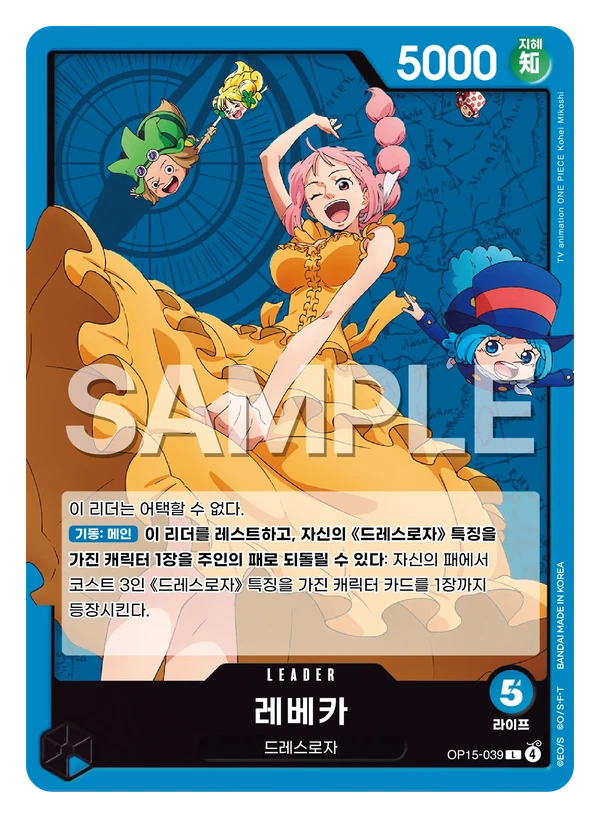 5000
지혜
知
TV animation ONE PIECE Kohei Mikoshi
SAMPLE
이 리더는 어택할 수 없다.
기동: 메인 이 리더를 레스트하고, 자신의 《드레스로자》 특징을
가진 캐릭터 1장을 주인의 패로 되돌릴 수 있다: 자신의 패에서
코스트 3인 《드레스로자》 특징을 가진 캐릭터 카드를 1장까지
등장시킨다.
LEADER
레베카
드레스로자
5
라이프
OP15-039 L 4
©EO/S ©O/S·F·T BANDAI MADE IN KOREA